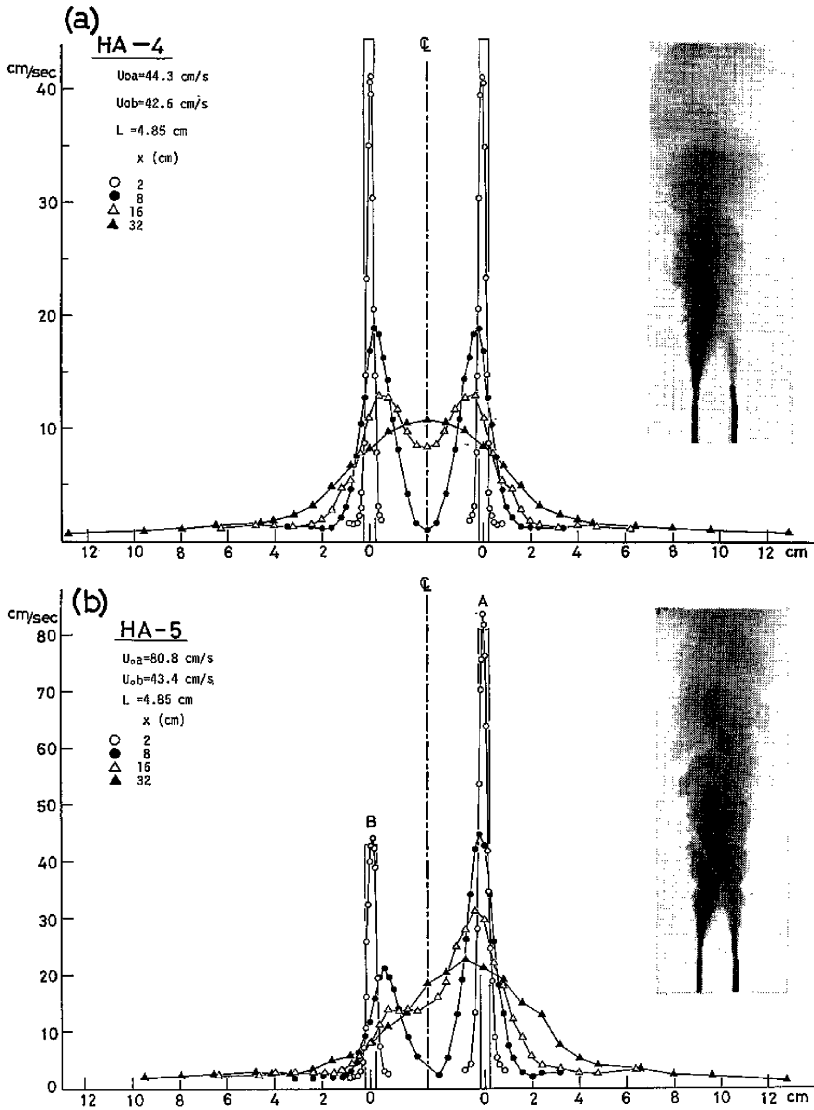 (a)
HA-4
cm/sec
Uoa=44.3 cm/s
Uob=42.6 cm/s
L =4.85 cm
x (cm)
2
8
16
32
℄
40
30
20
10
12 10 8 6 4 2 0 0 2 4 6 8 10 12 cm
(b)
HA-5
cm/sec
Uoa=80.8 cm/s
Uob=43.4 cm/s
L =4.85 cm
x (cm)
2
8
16
32
℄
A
B
80
70
60
50
40
30
20
10
0
12 10 8 6 4 2 0 0 2 4 6 8 10 12 cm